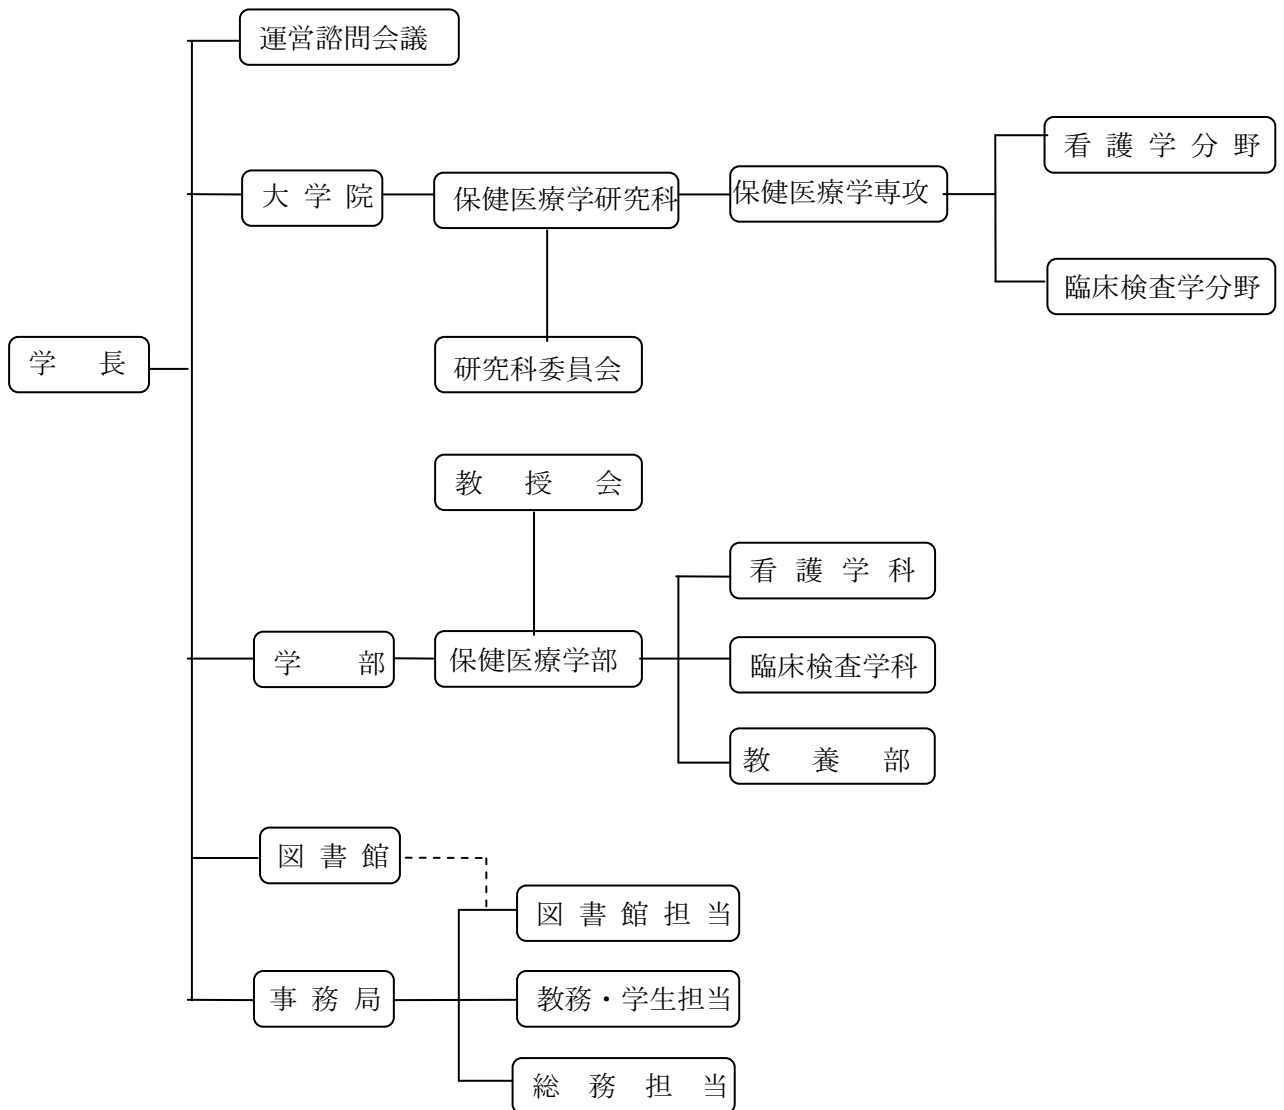 運営諮問会議
看護学分野
大学院
保健医療学研究科
保健医療学専攻
臨床検査学分野
学長
研究科委員会
教授会
看護学科
学部
保健医療学部
臨床検査学科
教養部
図書館
図書館担当
事務局
教務・学生担当
総務担当